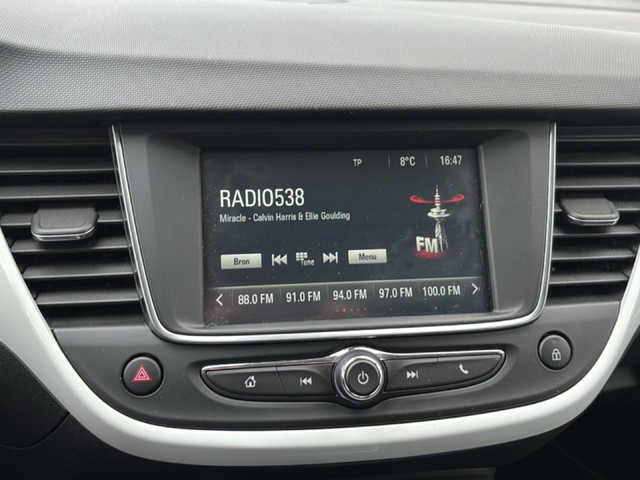 TP 8°C 16:47
RADIO538
Miracle - Calvin Harris & Ellie Goulding
FM
Bron Tone Menu
88.0 FM 91.0 FM 94.0 FM 97.0 FM 100.0 FM